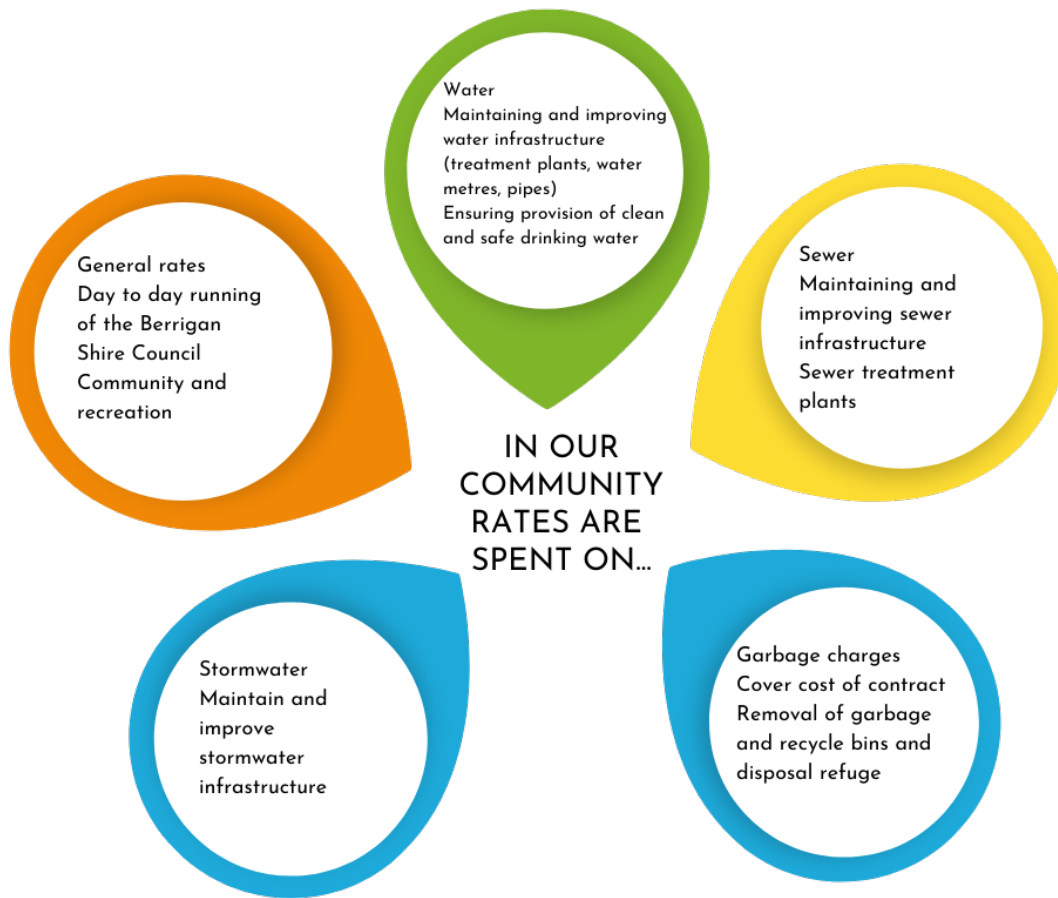 Water
Maintaining and improving
water infrastructure
(treatment plants, water
metres, pipes)
Ensuring provision of clean
and safe drinking water
General rates
Day to day running
of the Berrigan
Shire Council
Community and
recreation
Sewer
Maintaining and
improving sewer
infrastructure
Sewer treatment
plants
IN OUR
COMMUNITY
RATES ARE
SPENT ON...
Stormwater
Maintain and
improve
stormwater
infrastructure
Garbage charges
Cover cost of contract
Removal of garbage
and recycle bins and
disposal refuge